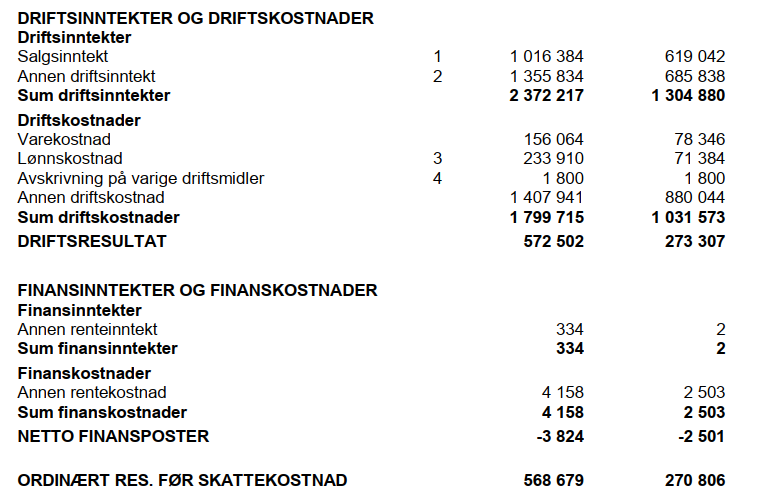 DRIFTSINNTEKTER OG DRIFTSKOSTNADER
Driftsinntekter
Salgsinntekt 1 1 016 384 619 042
Annen driftsinntekt 2 1 355 834 685 838
Sum driftsinntekter 2 372 217 1 304 880
Driftskostnader
Varekostnad 156 064 78 346
Lønnskostnad 3 233 910 71 384
Avskrivning på varige driftsmidler 4 1 800 1 800
Annen driftskostnad 1 407 941 880 044
Sum driftskostnader 1 799 715 1 031 573
DRIFTSRESULTAT 572 502 273 307
FINANSINNTEKTER OG FINANSKOSTNADER
Finansinntekter
Annen renteinntekt 334 2
Sum finansinntekter 334 2
Finanskostnader
Annen rentekostnad 4 158 2 503
Sum finanskostnader 4 158 2 503
NETTO FINANSPOSTER -3 824 -2 501
ORDINÆRT RES. FØR SKATTEKOSTNAD 568 679 270 806